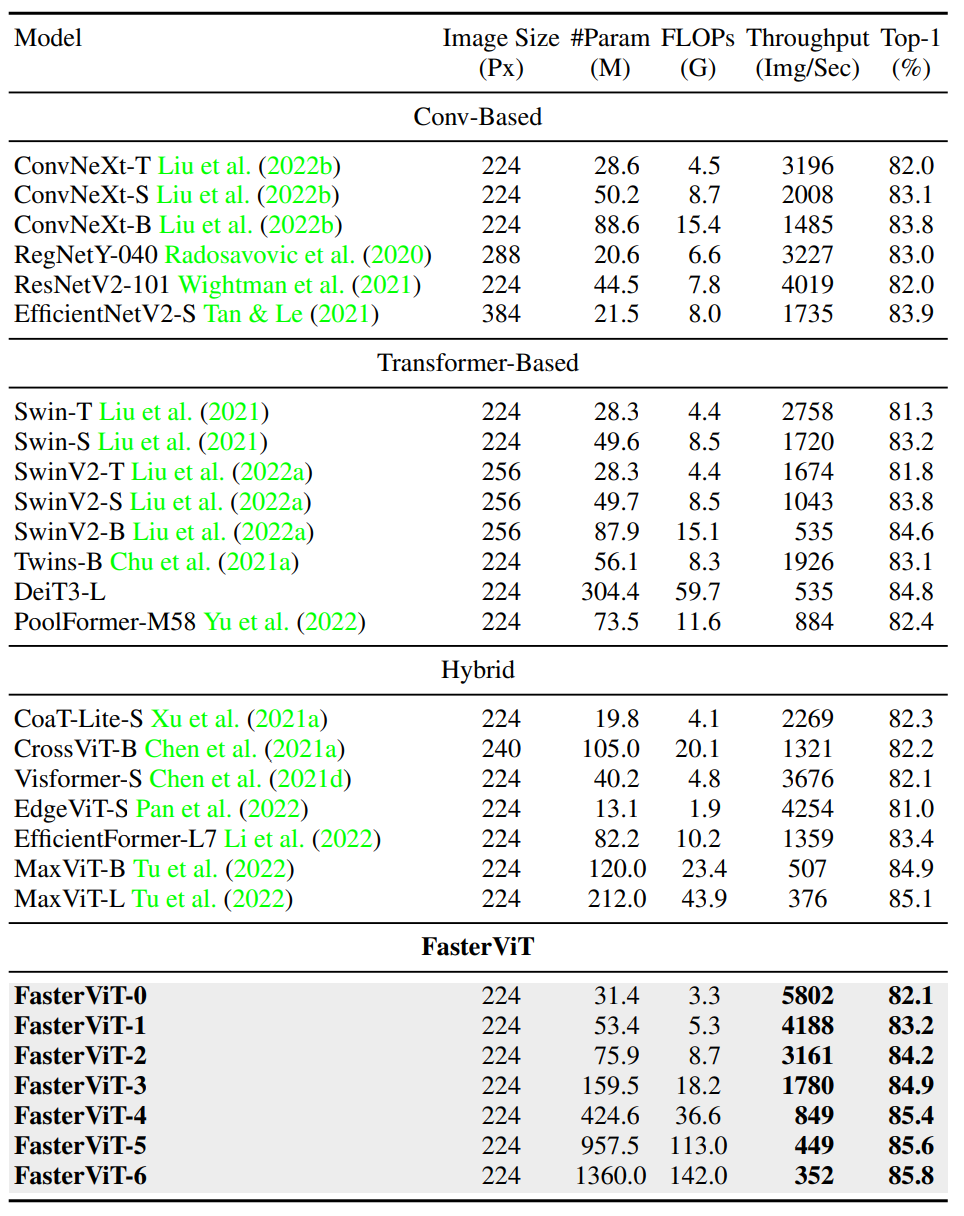 Model Image Size #Param FLOPs Throughput Top-1
(Px) (M) (G) (Img/Sec) (%)
Conv-Based
ConvNeXt-T Liu et al. (2022b) 224 28.6 4.5 3196 82.0
ConvNeXt-S Liu et al. (2022b) 224 50.2 8.7 2008 83.1
ConvNeXt-B Liu et al. (2022b) 224 88.6 15.4 1485 83.8
RegNetY-040 Radosavovic et al. (2020) 288 20.6 6.6 3227 83.0
ResNetV2-101 Wightman et al. (2021) 224 44.5 7.8 4019 82.0
EfficientNetV2-S Tan & Le (2021) 384 21.5 8.0 1735 83.9
Transformer-Based
Swin-T Liu et al. (2021) 224 28.3 4.4 2758 81.3
Swin-S Liu et al. (2021) 224 49.6 8.5 1720 83.2
SwinV2-T Liu et al. (2022a) 256 28.3 4.4 1674 81.8
SwinV2-S Liu et al. (2022a) 256 49.7 8.5 1043 83.8
SwinV2-B Liu et al. (2022a) 256 87.9 15.1 535 84.6
Twins-B Chu et al. (2021a) 224 56.1 8.3 1926 83.1
DeiT3-L 224 304.4 59.7 535 84.8
PoolFormer-M58 Yu et al. (2022) 224 73.5 11.6 884 82.4
Hybrid
CoaT-Lite-S Xu et al. (2021a) 224 19.8 4.1 2269 82.3
CrossViT-B Chen et al. (2021a) 240 105.0 20.1 1321 82.2
Visformer-S Chen et al. (2021d) 224 40.2 4.8 3676 82.1
EdgeViT-S Pan et al. (2022) 224 13.1 1.9 4254 81.0
EfficientFormer-L7 Li et al. (2022) 224 82.2 10.2 1359 83.4
MaxViT-B Tu et al. (2022) 224 120.0 23.4 507 84.9
MaxViT-L Tu et al. (2022) 224 212.0 43.9 376 85.1
FasterViT
FasterViT-0 224 31.4 3.3 5802 82.1
FasterViT-1 224 53.4 5.3 4188 83.2
FasterViT-2 224 75.9 8.7 3161 84.2
FasterViT-3 224 159.5 18.2 1780 84.9
FasterViT-4 224 424.6 36.6 849 85.4
FasterViT-5 224 957.5 113.0 449 85.6
FasterViT-6 224 1360.0 142.0 352 85.8